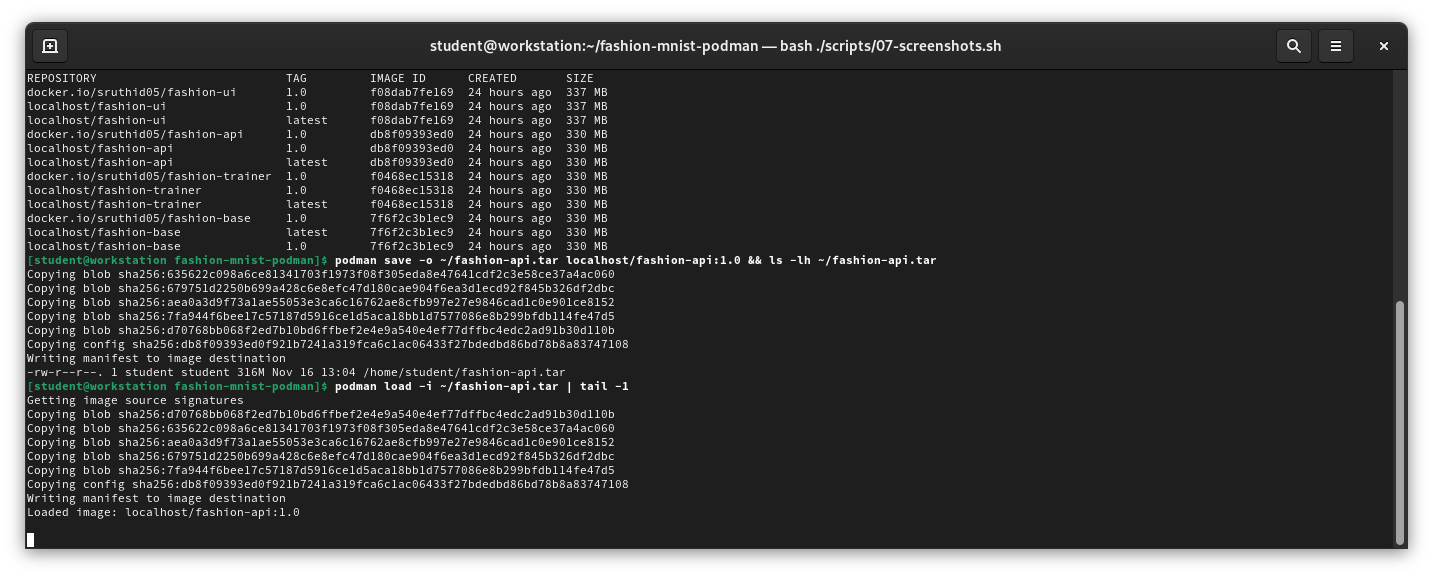 student@workstation:~/fashion-mnist-podman — bash ./scripts/07-screenshots.sh
REPOSITORY TAG IMAGE ID CREATED SIZE
docker.io/sruthid05/fashion-ui 1.0 f08dab7fe169 24 hours ago 337 MB
localhost/fashion-ui 1.0 f08dab7fe169 24 hours ago 337 MB
localhost/fashion-ui latest f08dab7fe169 24 hours ago 337 MB
docker.io/sruthid05/fashion-api 1.0 db8f09393ed0 24 hours ago 330 MB
localhost/fashion-api 1.0 db8f09393ed0 24 hours ago 330 MB
localhost/fashion-api latest db8f09393ed0 24 hours ago 330 MB
docker.io/sruthid05/fashion-trainer 1.0 f0468ec15318 24 hours ago 330 MB
localhost/fashion-trainer 1.0 f0468ec15318 24 hours ago 330 MB
localhost/fashion-trainer latest f0468ec15318 24 hours ago 330 MB
docker.io/sruthid05/fashion-base 1.0 7f6f2c3b1ec9 24 hours ago 330 MB
localhost/fashion-base latest 7f6f2c3b1ec9 24 hours ago 330 MB
localhost/fashion-base 1.0 7f6f2c3b1ec9 24 hours ago 330 MB
[student@workstation fashion-mnist-podman]$ podman save -o ~/fashion-api.tar localhost/fashion-api:1.0 && ls -lh ~/fashion-api.tar
Copying blob sha256:635622c098a6ce81341703f1973f08f305eda8e47641cdf2c3e58ce37a4ac060
Copying blob sha256:679751d2250b699a428c6e8efc47d180cae904f6ea3d1ecd92f845b326df2dbc
Copying blob sha256:aea0a3d9f73a1ae55053e3ca6c16762ae8cfb997e27e9846cad1c0e901ce8152
Copying blob sha256:7fa944f6bee17c57187d5916ce1d5aca18bb1d7577086e8b299bfdb114fe47d5
Copying blob sha256:d70768bb068f2ed7b10bd6ffbef2e4e9a540e4ef77dffbc4edc2ad91b30d110b
Copying config sha256:db8f09393ed0f921b7241a319fca6c1ac06433f27bdedbd86bd78b8a83747108
Writing manifest to image destination
-rw-r--r--. 1 student student 316M Nov 16 13:04 /home/student/fashion-api.tar
[student@workstation fashion-mnist-podman]$ podman load -i ~/fashion-api.tar | tail -1
Getting image source signatures
Copying blob sha256:d70768bb068f2ed7b10bd6ffbef2e4e9a540e4ef77dffbc4edc2ad91b30d110b
Copying blob sha256:635622c098a6ce81341703f1973f08f305eda8e47641cdf2c3e58ce37a4ac060
Copying blob sha256:aea0a3d9f73a1ae55053e3ca6c16762ae8cfb997e27e9846cad1c0e901ce8152
Copying blob sha256:679751d2250b699a428c6e8efc47d180cae904f6ea3d1ecd92f845b326df2dbc
Copying blob sha256:7fa944f6bee17c57187d5916ce1d5aca18bb1d7577086e8b299bfdb114fe47d5
Copying config sha256:db8f09393ed0f921b7241a319fca6c1ac06433f27bdedbd86bd78b8a83747108
Writing manifest to image destination
Loaded image: localhost/fashion-api:1.0